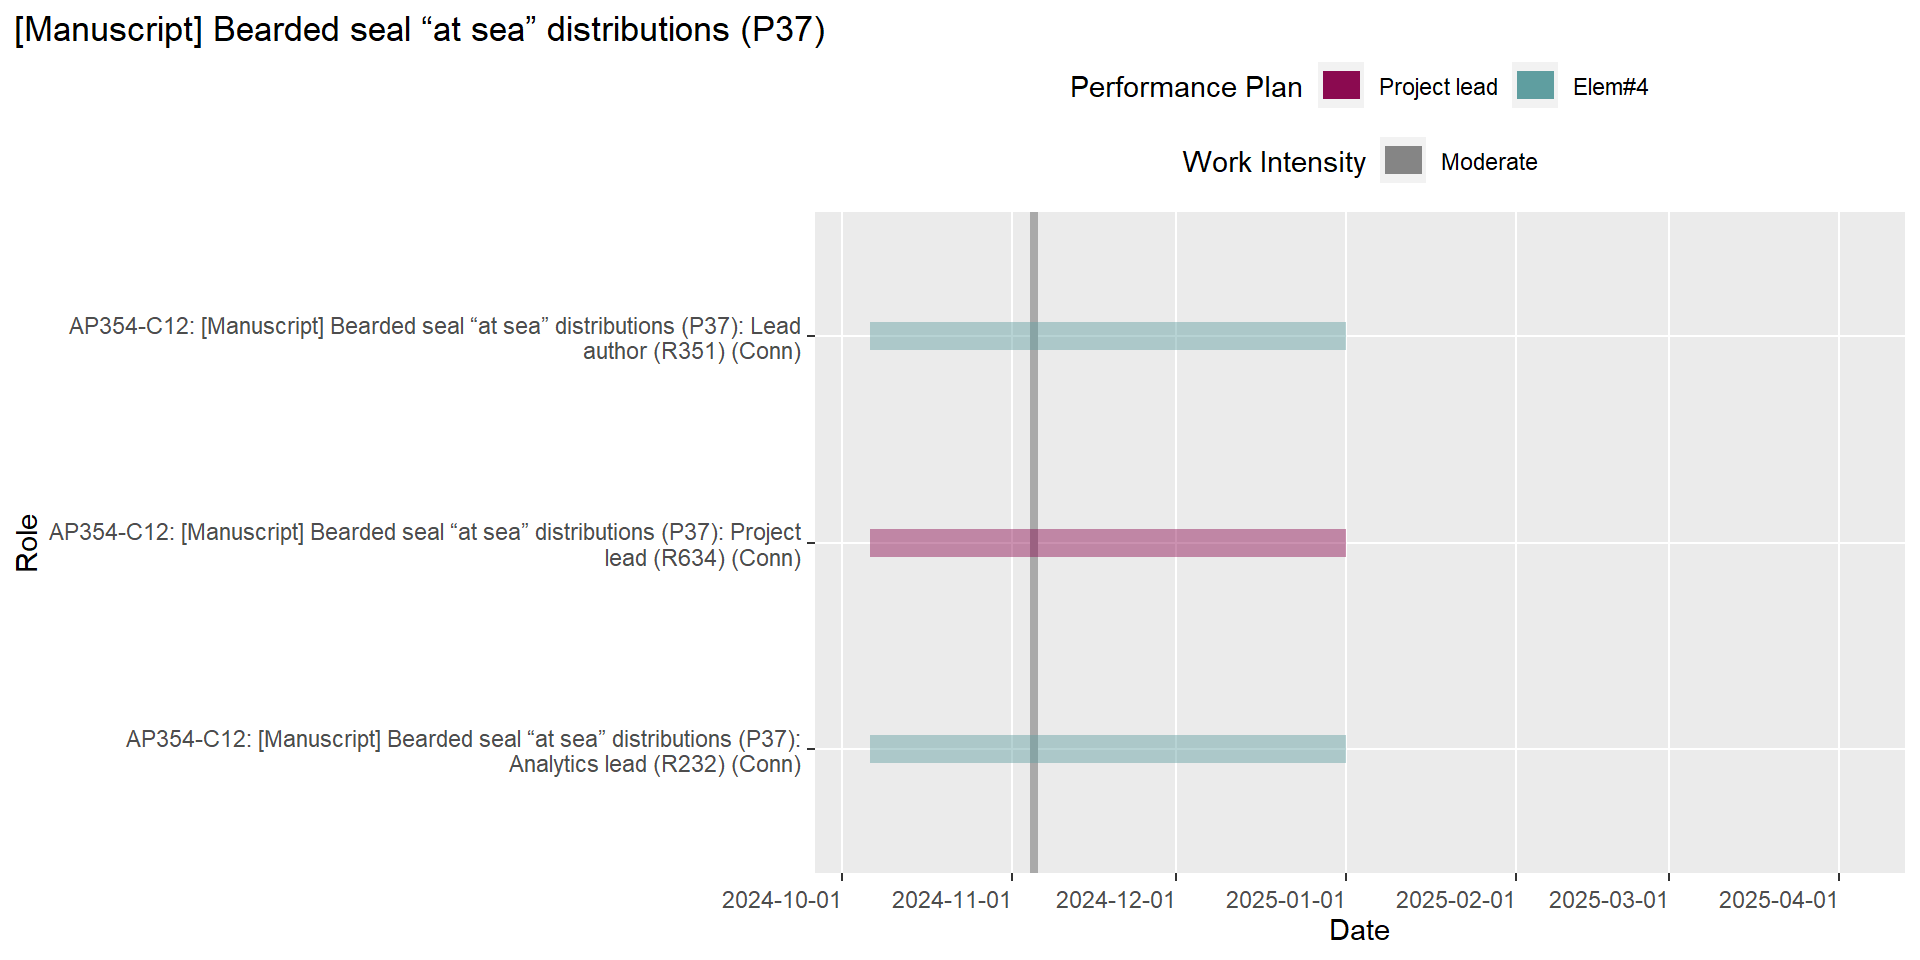 [Manuscript] Bearded seal “at sea” distributions (P37)
Performance Plan Project lead Elem#4
Work Intensity Moderate
AP354-C12: [Manuscript] Bearded seal “at sea” distributions (P37): Lead
author (R351) (Conn)
Role
AP354-C12: [Manuscript] Bearded seal “at sea” distributions (P37): Project
lead (R634) (Conn)
AP354-C12: [Manuscript] Bearded seal “at sea” distributions (P37):
Analytics lead (R232) (Conn)
2024-10-01 2024-11-01 2024-12-01 2025-01-01 2025-02-01 2025-03-01 2025-04-01
Date